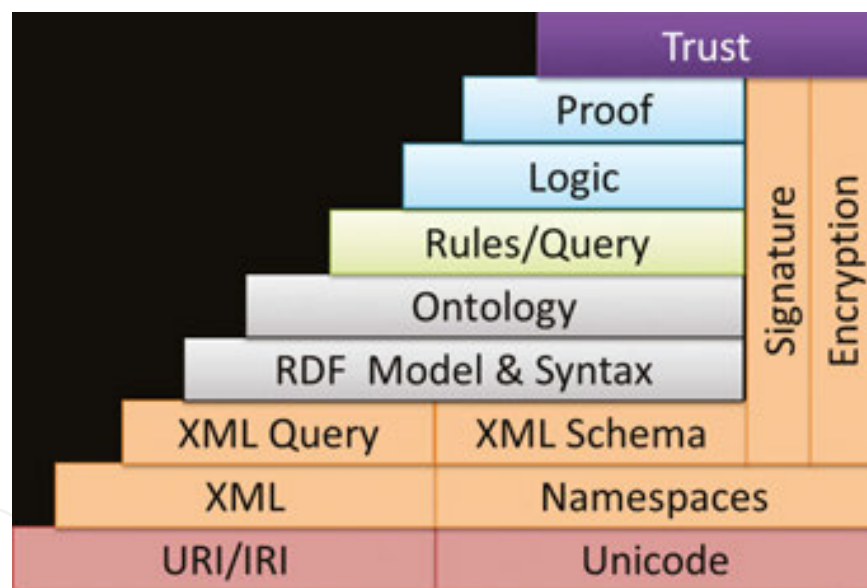 Trust
Proof
Logic
Rules/Query
Ontology
RDF Model & Syntax
XML Query
XML Schema
Signature
Encryption
XML
Namespaces
URI/IRI
Unicode